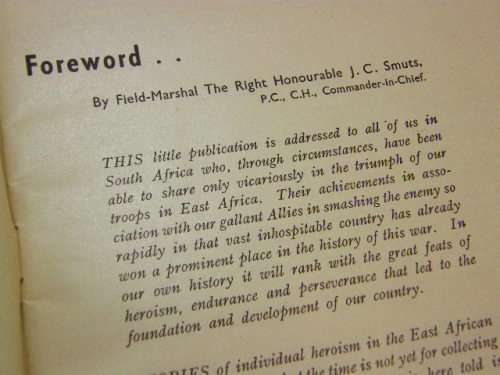 Foreword . .
By Field-Marshal The Right Honourable J. C. Smuts,
P.C., C.H., Commander-In-Chief.
THIS little publication is addressed to all of us in
South Africa who, through circumstances, have been
able to share only vicariously in the triumph of our
troops in East Africa. Their achievements in asso-
ciation with our gallant Allies in smashing the enemy so
rapidly in that vast inhospitable country has already
won a prominent place in the history of this war. In
our own history it will rank with the great feats of
heroism, endurance and perseverance that led to the
foundation and development of our country.
of individual heroism in the East African
the time is not yet for collecting
here told is